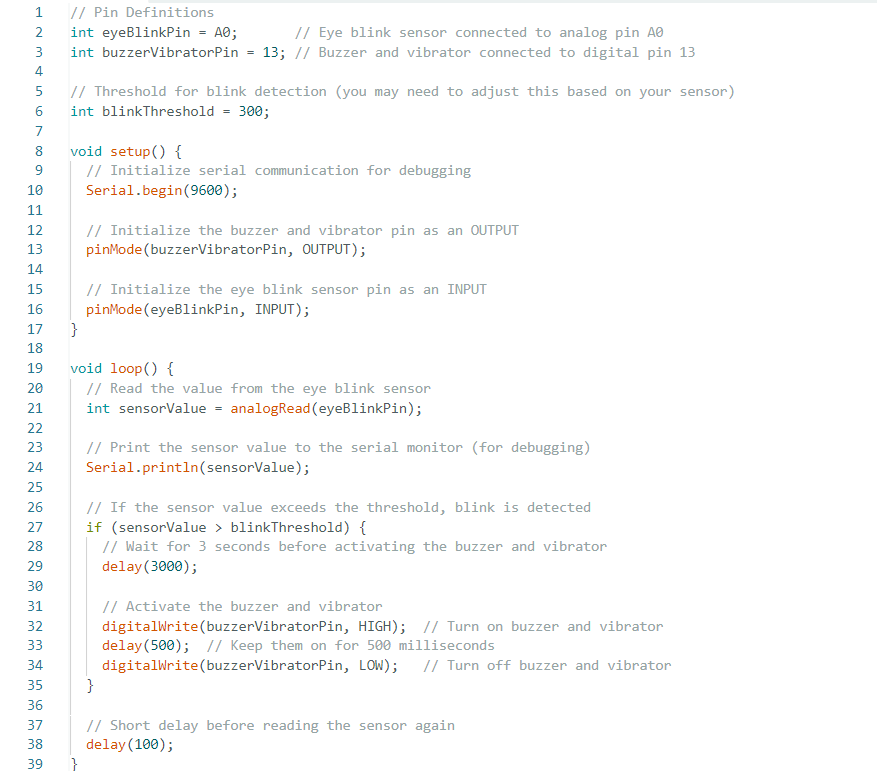 1 // Pin Definitions
2 int eyeBlinkPin = A0;       // Eye blink sensor connected to analog pin A0
3 int buzzerVibratorPin = 13; // Buzzer and vibrator connected to digital pin 13
4
5 // Threshold for blink detection (you may need to adjust this based on your sensor)
6 int blinkThreshold = 300;
7
8 void setup() {
9   // Initialize serial communication for debugging
10   Serial.begin(9600);
11
12   // Initialize the buzzer and vibrator pin as an OUTPUT
13   pinMode(buzzerVibratorPin, OUTPUT);
14
15   // Initialize the eye blink sensor pin as an INPUT
16   pinMode(eyeBlinkPin, INPUT);
17 }
18
19 void loop() {
20   // Read the value from the eye blink sensor
21   int sensorValue = analogRead(eyeBlinkPin);
22
23   // Print the sensor value to the serial monitor (for debugging)
24   Serial.println(sensorValue);
25
26   // If the sensor value exceeds the threshold, blink is detected
27   if (sensorValue > blinkThreshold) {
28     // Wait for 3 seconds before activating the buzzer and vibrator
29     delay(3000);
30
31     // Activate the buzzer and vibrator
32     digitalWrite(buzzerVibratorPin, HIGH);  // Turn on buzzer and vibrator
33     delay(500);  // Keep them on for 500 milliseconds
34     digitalWrite(buzzerVibratorPin, LOW);   // Turn off buzzer and vibrator
35   }
36
37   // Short delay before reading the sensor again
38   delay(100);
39 }